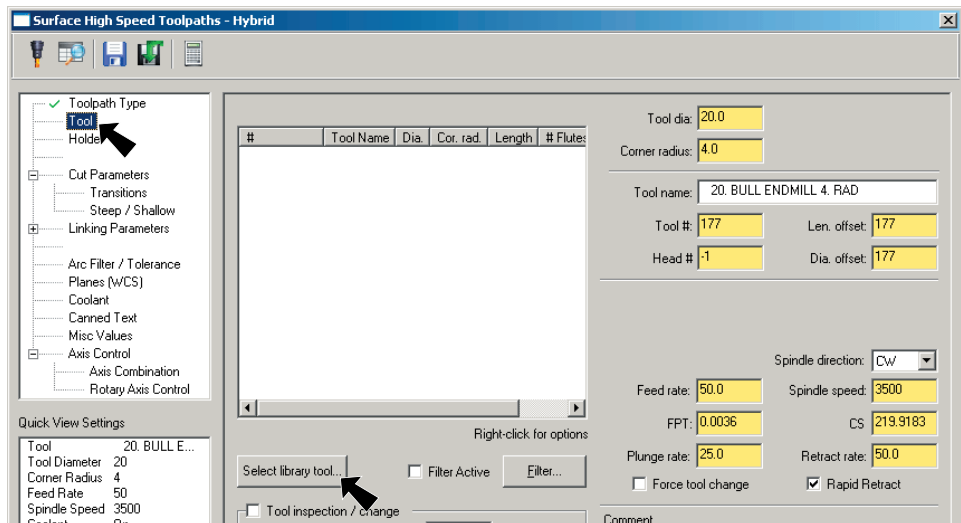 Surface High Speed Toolpaths - Hybrid
Toolpath Type
Tool
Holder
Cut Parameters
Transitions
Steep / Shallow
Linking Parameters
Arc Filter / Tolerance
Planes (WCS)
Coolant
Canned Text
Misc Values
Axis Control
Axis Combination
Rotary Axis Control
Quick View Settings
Tool 20. BULL E...
Tool Diameter 20
Corner Radius 4
Feed Rate 50
Spindle Speed 3500
Coolant On
# Tool Name Dia. Cor. rad. Length # Flutes
Right-click for options
Select library tool... Filter Active Filter...
Tool inspection / change
Tool dia: 20.0
Corner radius: 4.0
Tool name: 20. BULL ENDMILL 4. RAD
Tool #: 177 Len. offset: 177
Head # -1 Dia. offset: 177
Spindle direction: CW
Feed rate: 50.0 Spindle speed: 3500
FPT: 0.0036 CS 219.9183
Plunge rate: 25.0 Retract rate: 50.0
Force tool change Rapid Retract
Comment